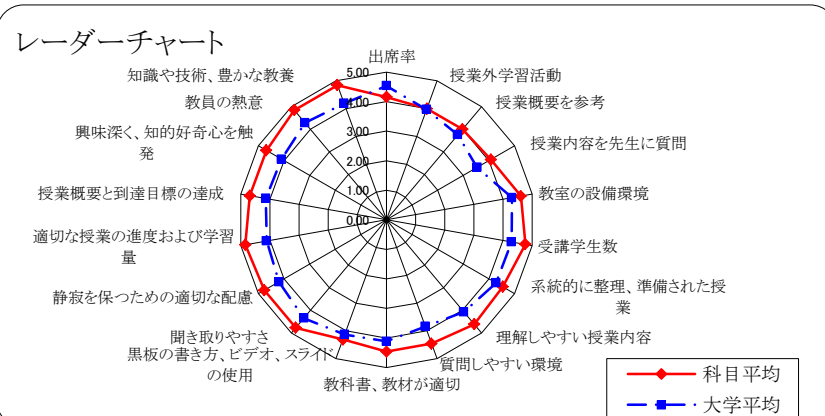 レーダーチャート
出席率
授業外学習活動
授業概要を参考
授業内容を先生に質問
教室の設備環境
受講学生数
系統的に整理、準備された授
業
理解しやすい授業内容
質問しやすい環境
教科書、教材が適切
黒板の書き方、ビデオ、スライド
の使用
聞き取りやすさ
静寂を保つための適切な配慮
適切な授業の進度および学習
量
授業概要と到達目標の達成
興味深く、知的好奇心を触
発
教員の熱意
知識や技術、豊かな教養
5.00
4.00
3.00
2.00
1.00
0.00
科目平均
大学平均